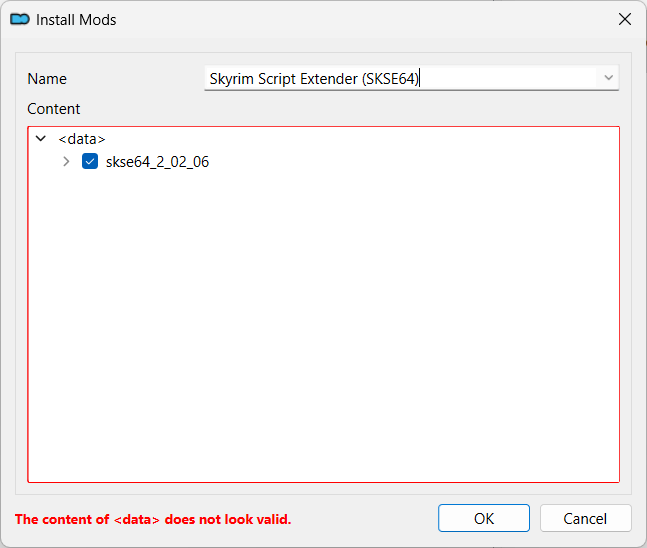 Install Mods
Name
Skyrim Script Extender (SKSE64)
Content
<data>
skse64_2_02_06
The content of <data> does not look valid.
OK
Cancel